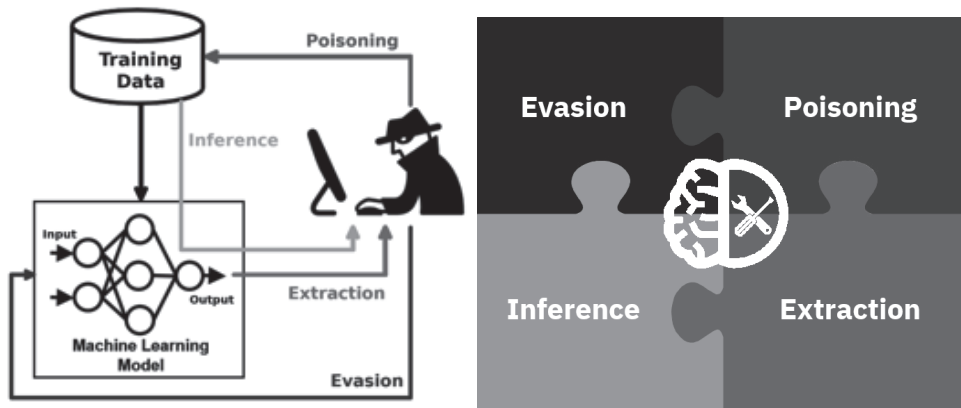 Training
Data
Poisoning
Inference
Input
Output
Machine Learning
Model
Extraction
Evasion
Evasion
Poisoning
Inference
Extraction